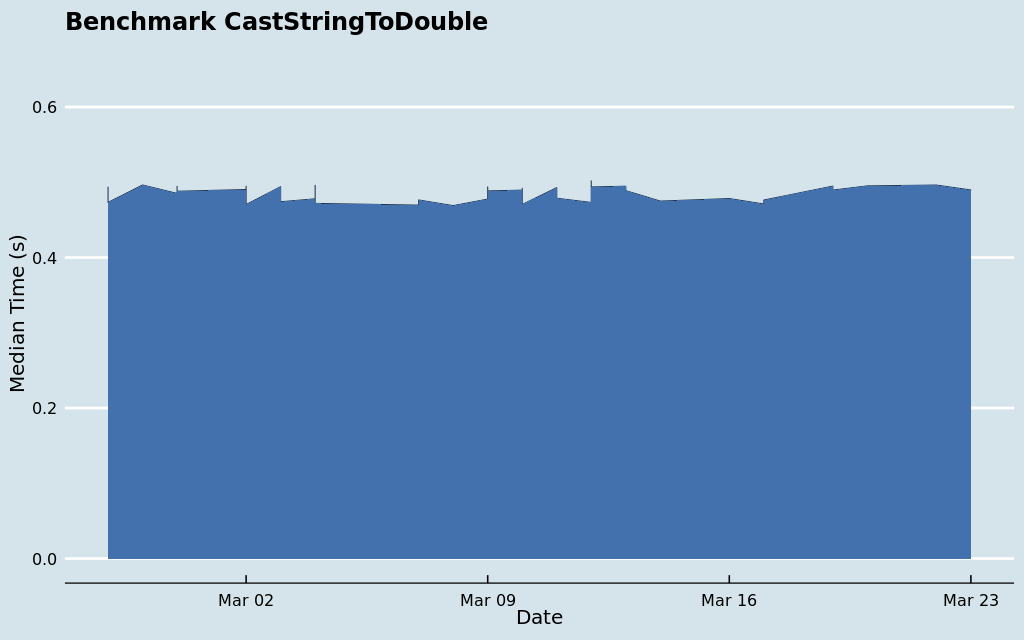 Benchmark CastStringToDouble
0.6
0.4
0.2
0.0
Median Time (s)
Mar 02
Mar 09
Mar 16
Mar 23
Date